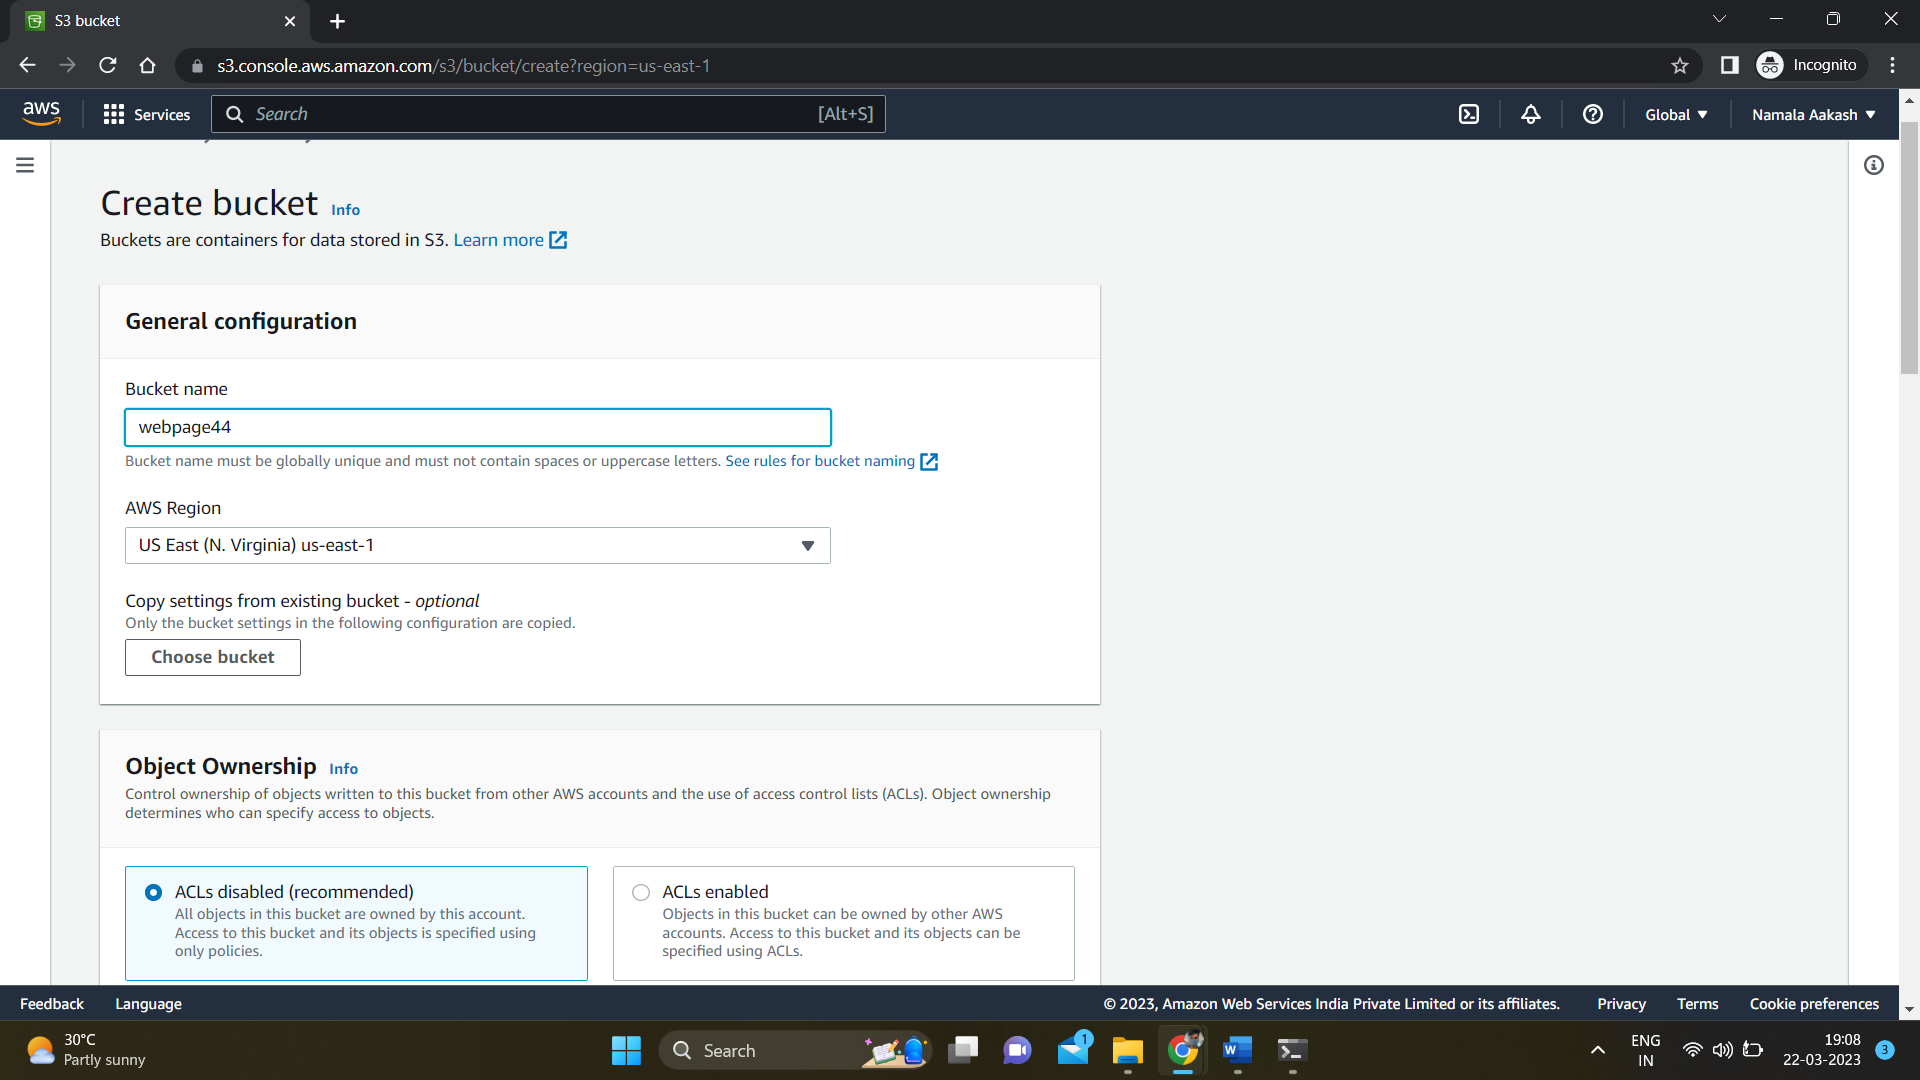 S3 bucket
s3.console.aws.amazon.com/s3/bucket/create?region=us-east-1
Incognito
aws
Services
Search
[Alt+S]
Global
Namala Aakash
Create bucket Info
Buckets are containers for data stored in S3. Learn more
General configuration
Bucket name
webpage44
Bucket name must be globally unique and must not contain spaces or uppercase letters. See rules for bucket naming
AWS Region
US East (N. Virginia) us-east-1
Copy settings from existing bucket - optional
Only the bucket settings in the following configuration are copied.
Choose bucket
Object Ownership Info
Control ownership of objects written to this bucket from other AWS accounts and the use of access control lists (ACLs). Object ownership
determines who can specify access to objects.
ACLs disabled (recommended)
All objects in this bucket are owned by this account.
Access to this bucket and its objects is specified using
only policies.
ACLs enabled
Objects in this bucket can be owned by other AWS
accounts. Access to this bucket and its objects can be
specified using ACLs.
Feedback
Language
© 2023, Amazon Web Services India Private Limited or its affiliates.
Privacy
Terms
Cookie preferences
30°C
Partly sunny
Search
1
W
ENG
IN
19:08
22-03-2023
3